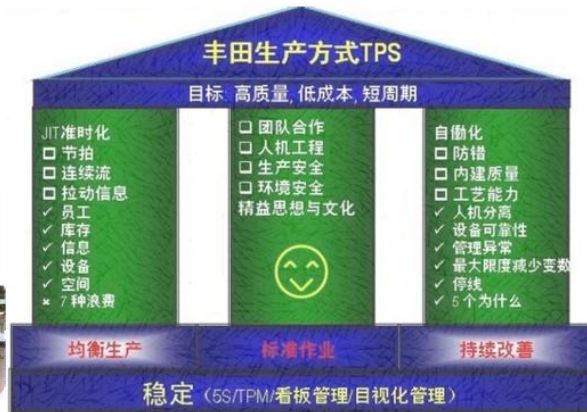 丰田生产方式TPS
目标: 高质量, 低成本, 短周期
JIT准时化
□ 节拍
□ 连续流
□ 拉动信息
✓ 员工
✓ 库存
✓ 信息
✓ 设备
✓ 空间
× 7 种浪费
□ 团队合作
□ 人机工程
□ 生产安全
□ 环境安全
精益思想与文化
自働化
□ 防错
□ 内建质量
□ 工艺能力
✓ 人机分离
✓ 设备可靠性
✓ 管理异常
✓ 最大限度减少变数
✓ 停线
✓ 5 个为什么
均衡生产
标准作业
持续改善
稳定（5S/TPM/看板管理/目视化管理）